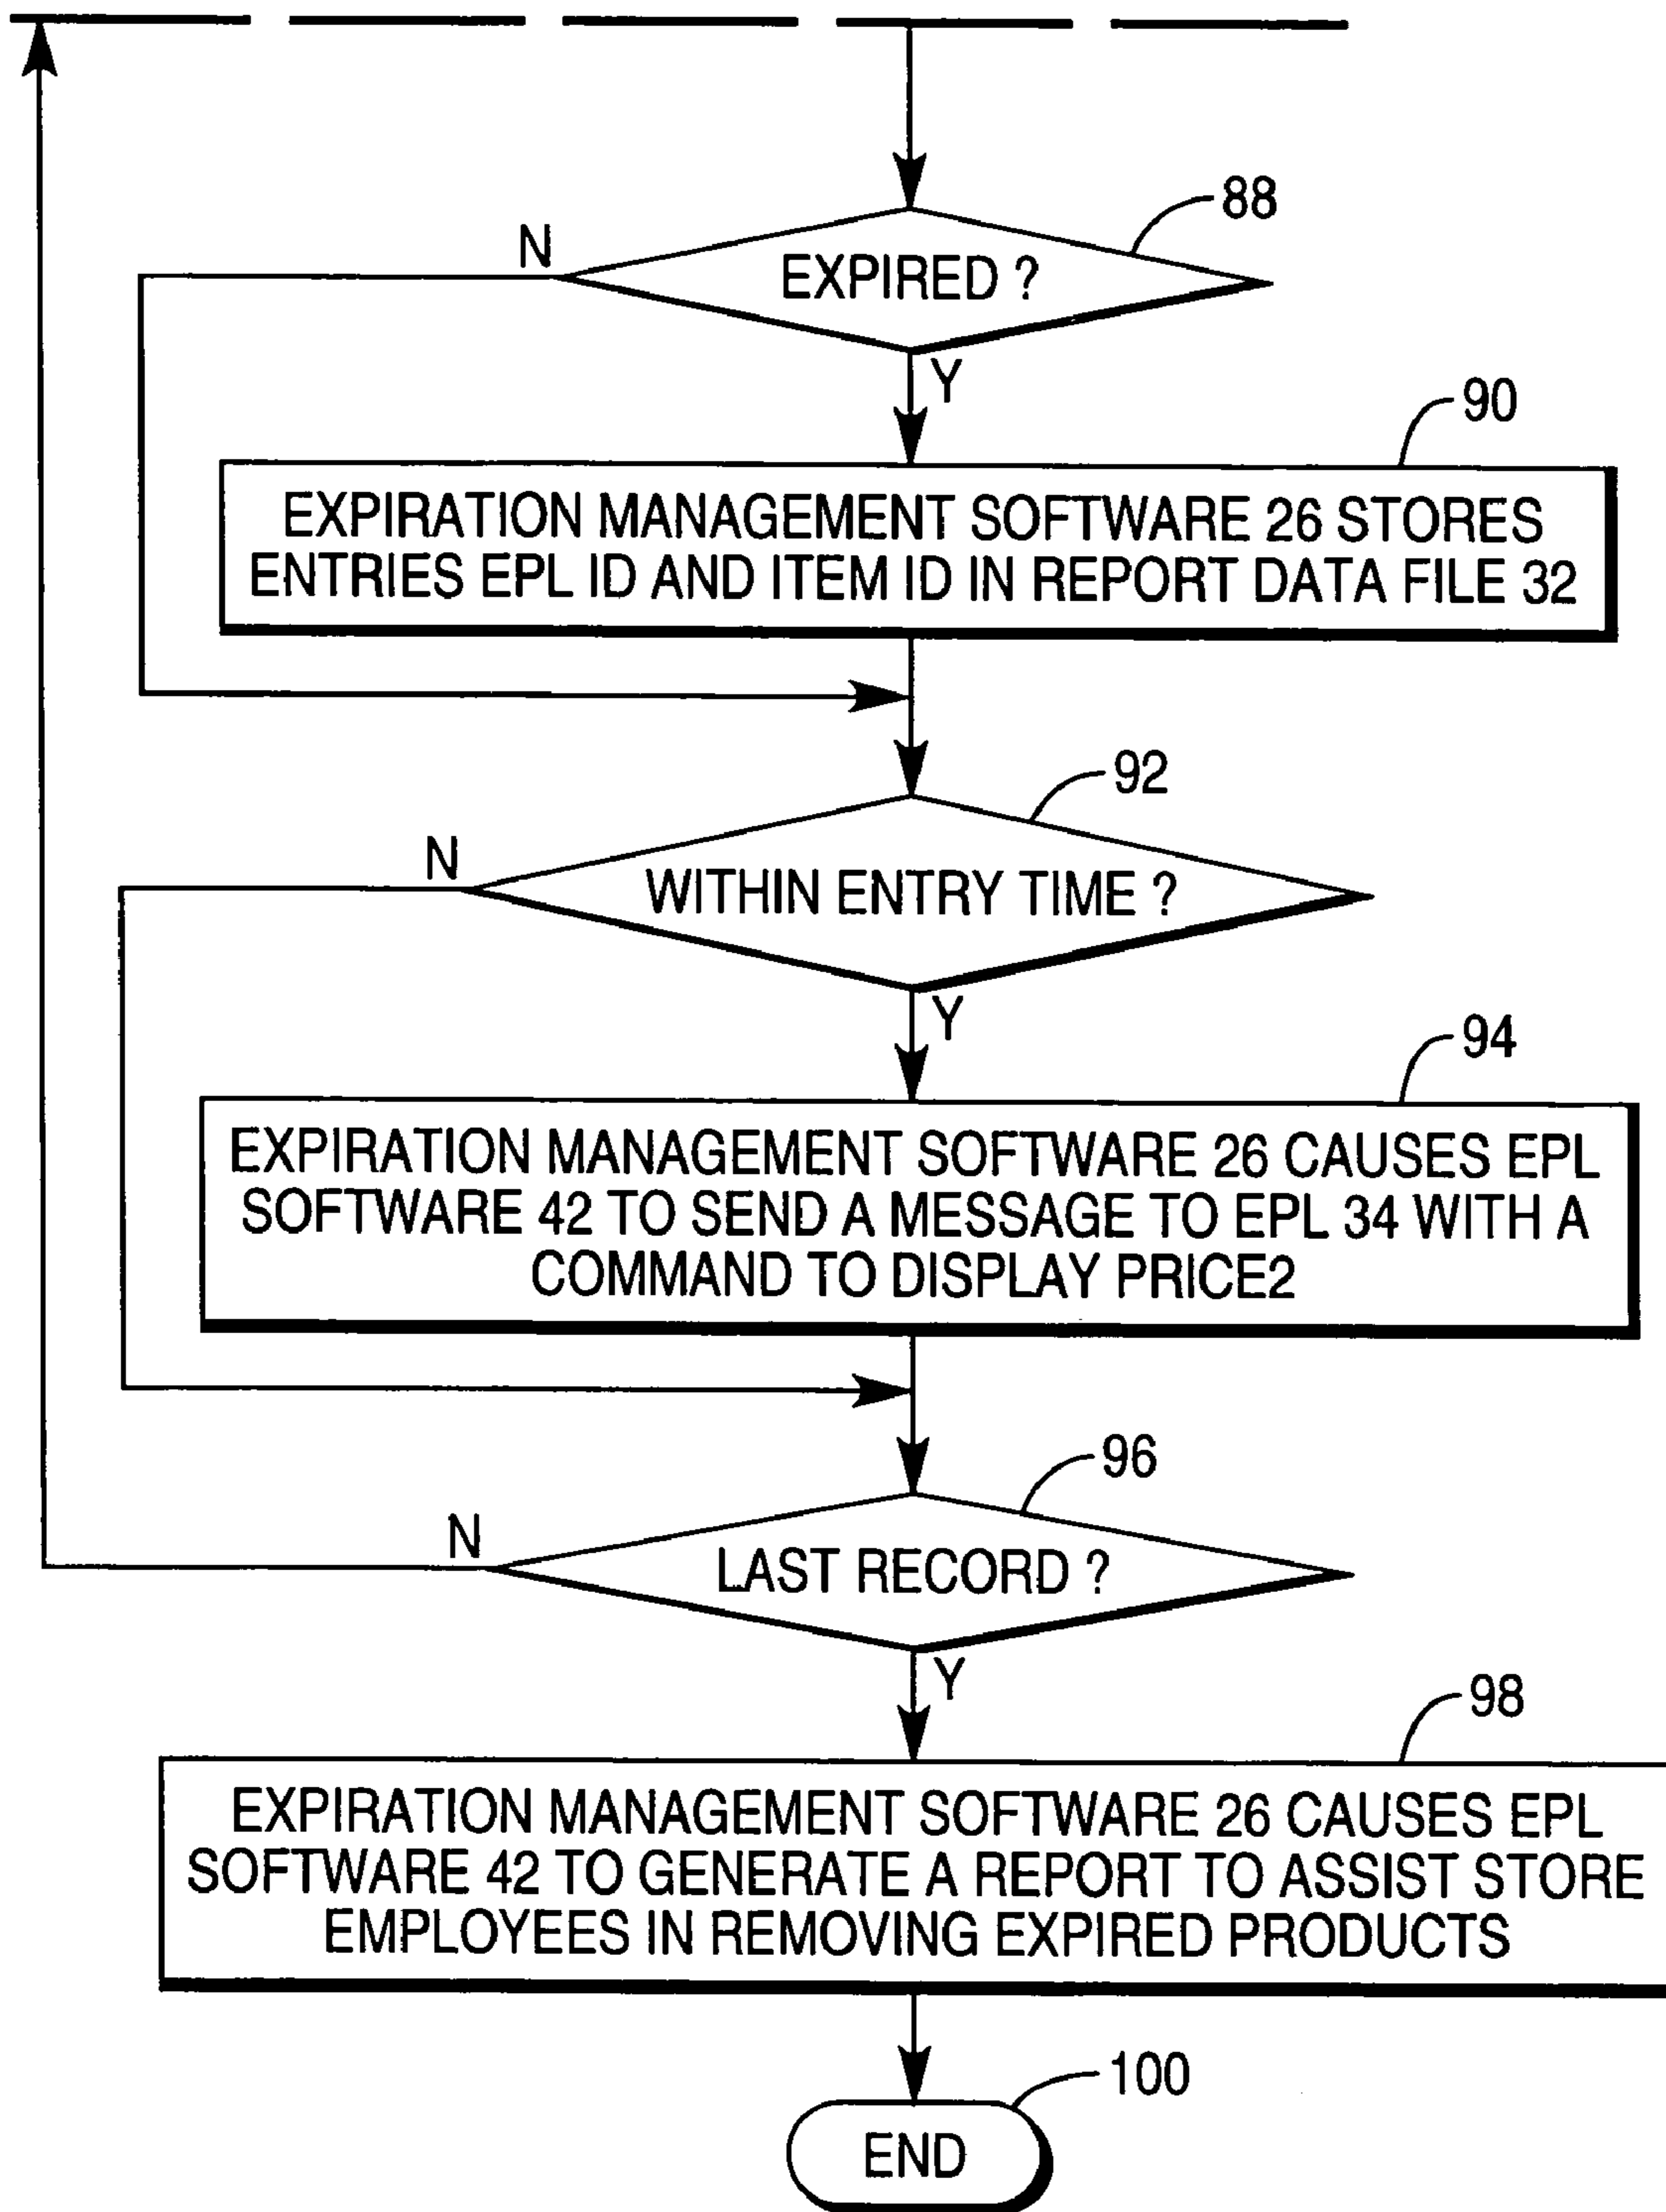 88
N
EXPIRED ?
Y
90
EXPIRATION MANAGEMENT SOFTWARE 26 STORES
ENTRIES EPL ID AND ITEM ID IN REPORT DATA FILE 32
92
N
WITHIN ENTRY TIME ?
Y
94
EXPIRATION MANAGEMENT SOFTWARE 26 CAUSES EPL
SOFTWARE 42 TO SEND A MESSAGE TO EPL 34 WITH A
COMMAND TO DISPLAY PRICE2
96
N
LAST RECORD ?
Y
98
EXPIRATION MANAGEMENT SOFTWARE 26 CAUSES EPL
SOFTWARE 42 TO GENERATE A REPORT TO ASSIST STORE
EMPLOYEES IN REMOVING EXPIRED PRODUCTS
100
END